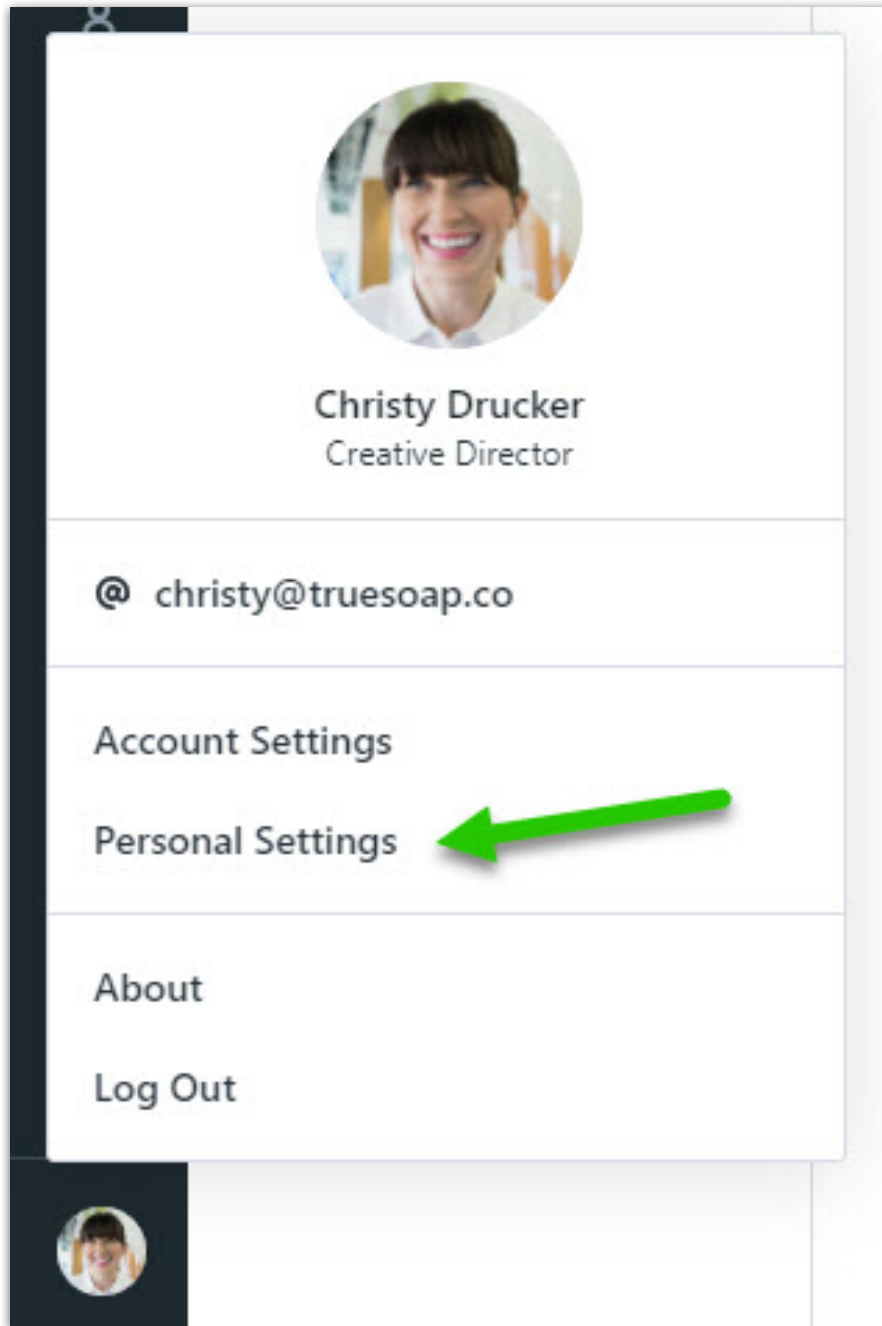 Christy Drucker
Creative Director
@ christy@truesoap.co
Account Settings
Personal Settings
About
Log Out